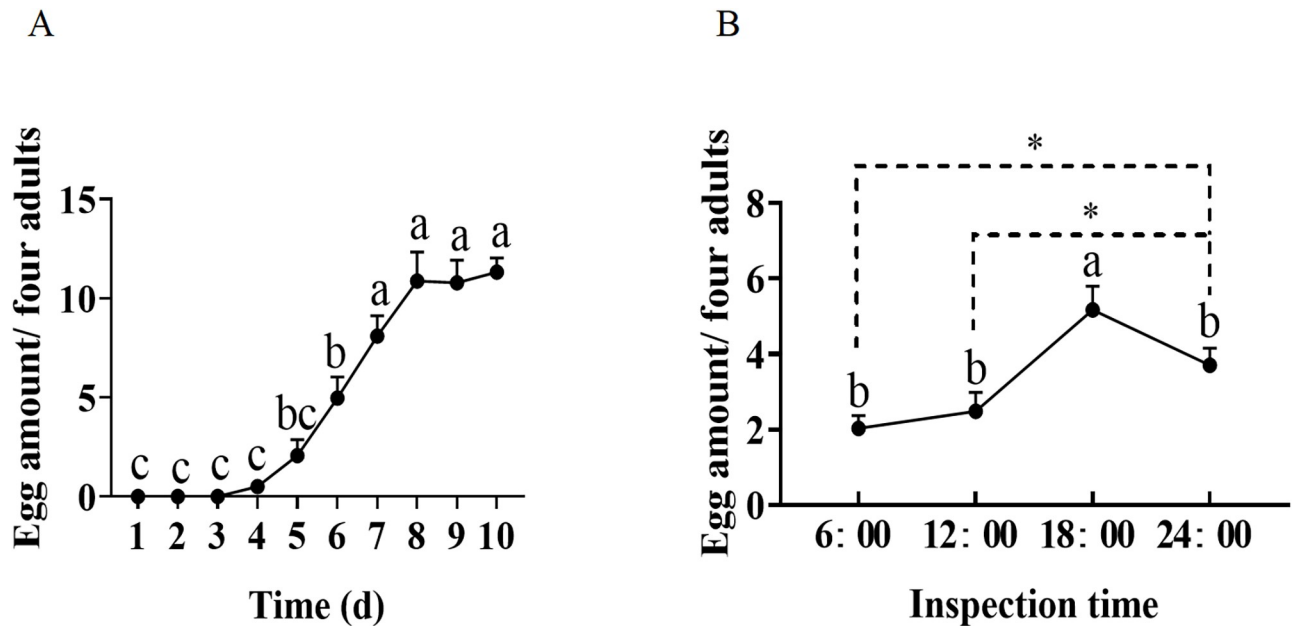 A
Egg amount/ four adults
15
10
5
0
c c c c bc b a a a a
1 2 3 4 5 6 7 8 9 10
Time (d)
B
Egg amount/ four adults
8
6
4
2
0
*
*
b b a b
6: 00 12: 00 18: 00 24: 00
Inspection time